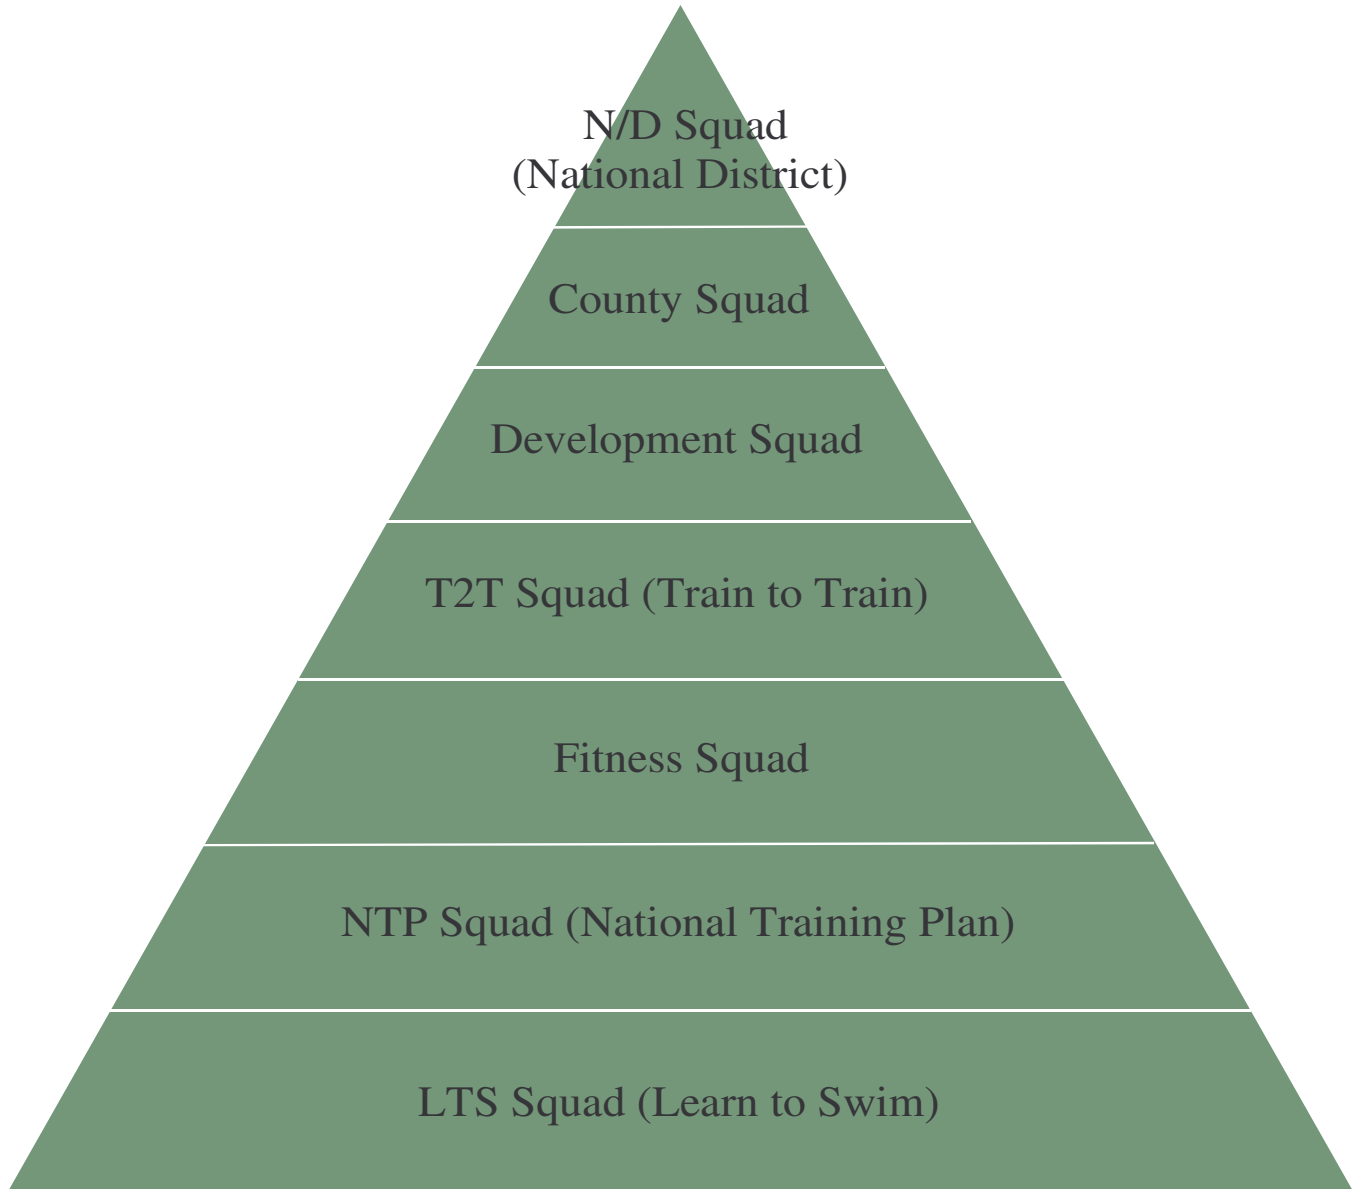 N/D Squad
(National District)
County Squad
Development Squad
T2T Squad (Train to Train)
Fitness Squad
NTP Squad (National Training Plan)
LTS Squad (Learn to Swim)